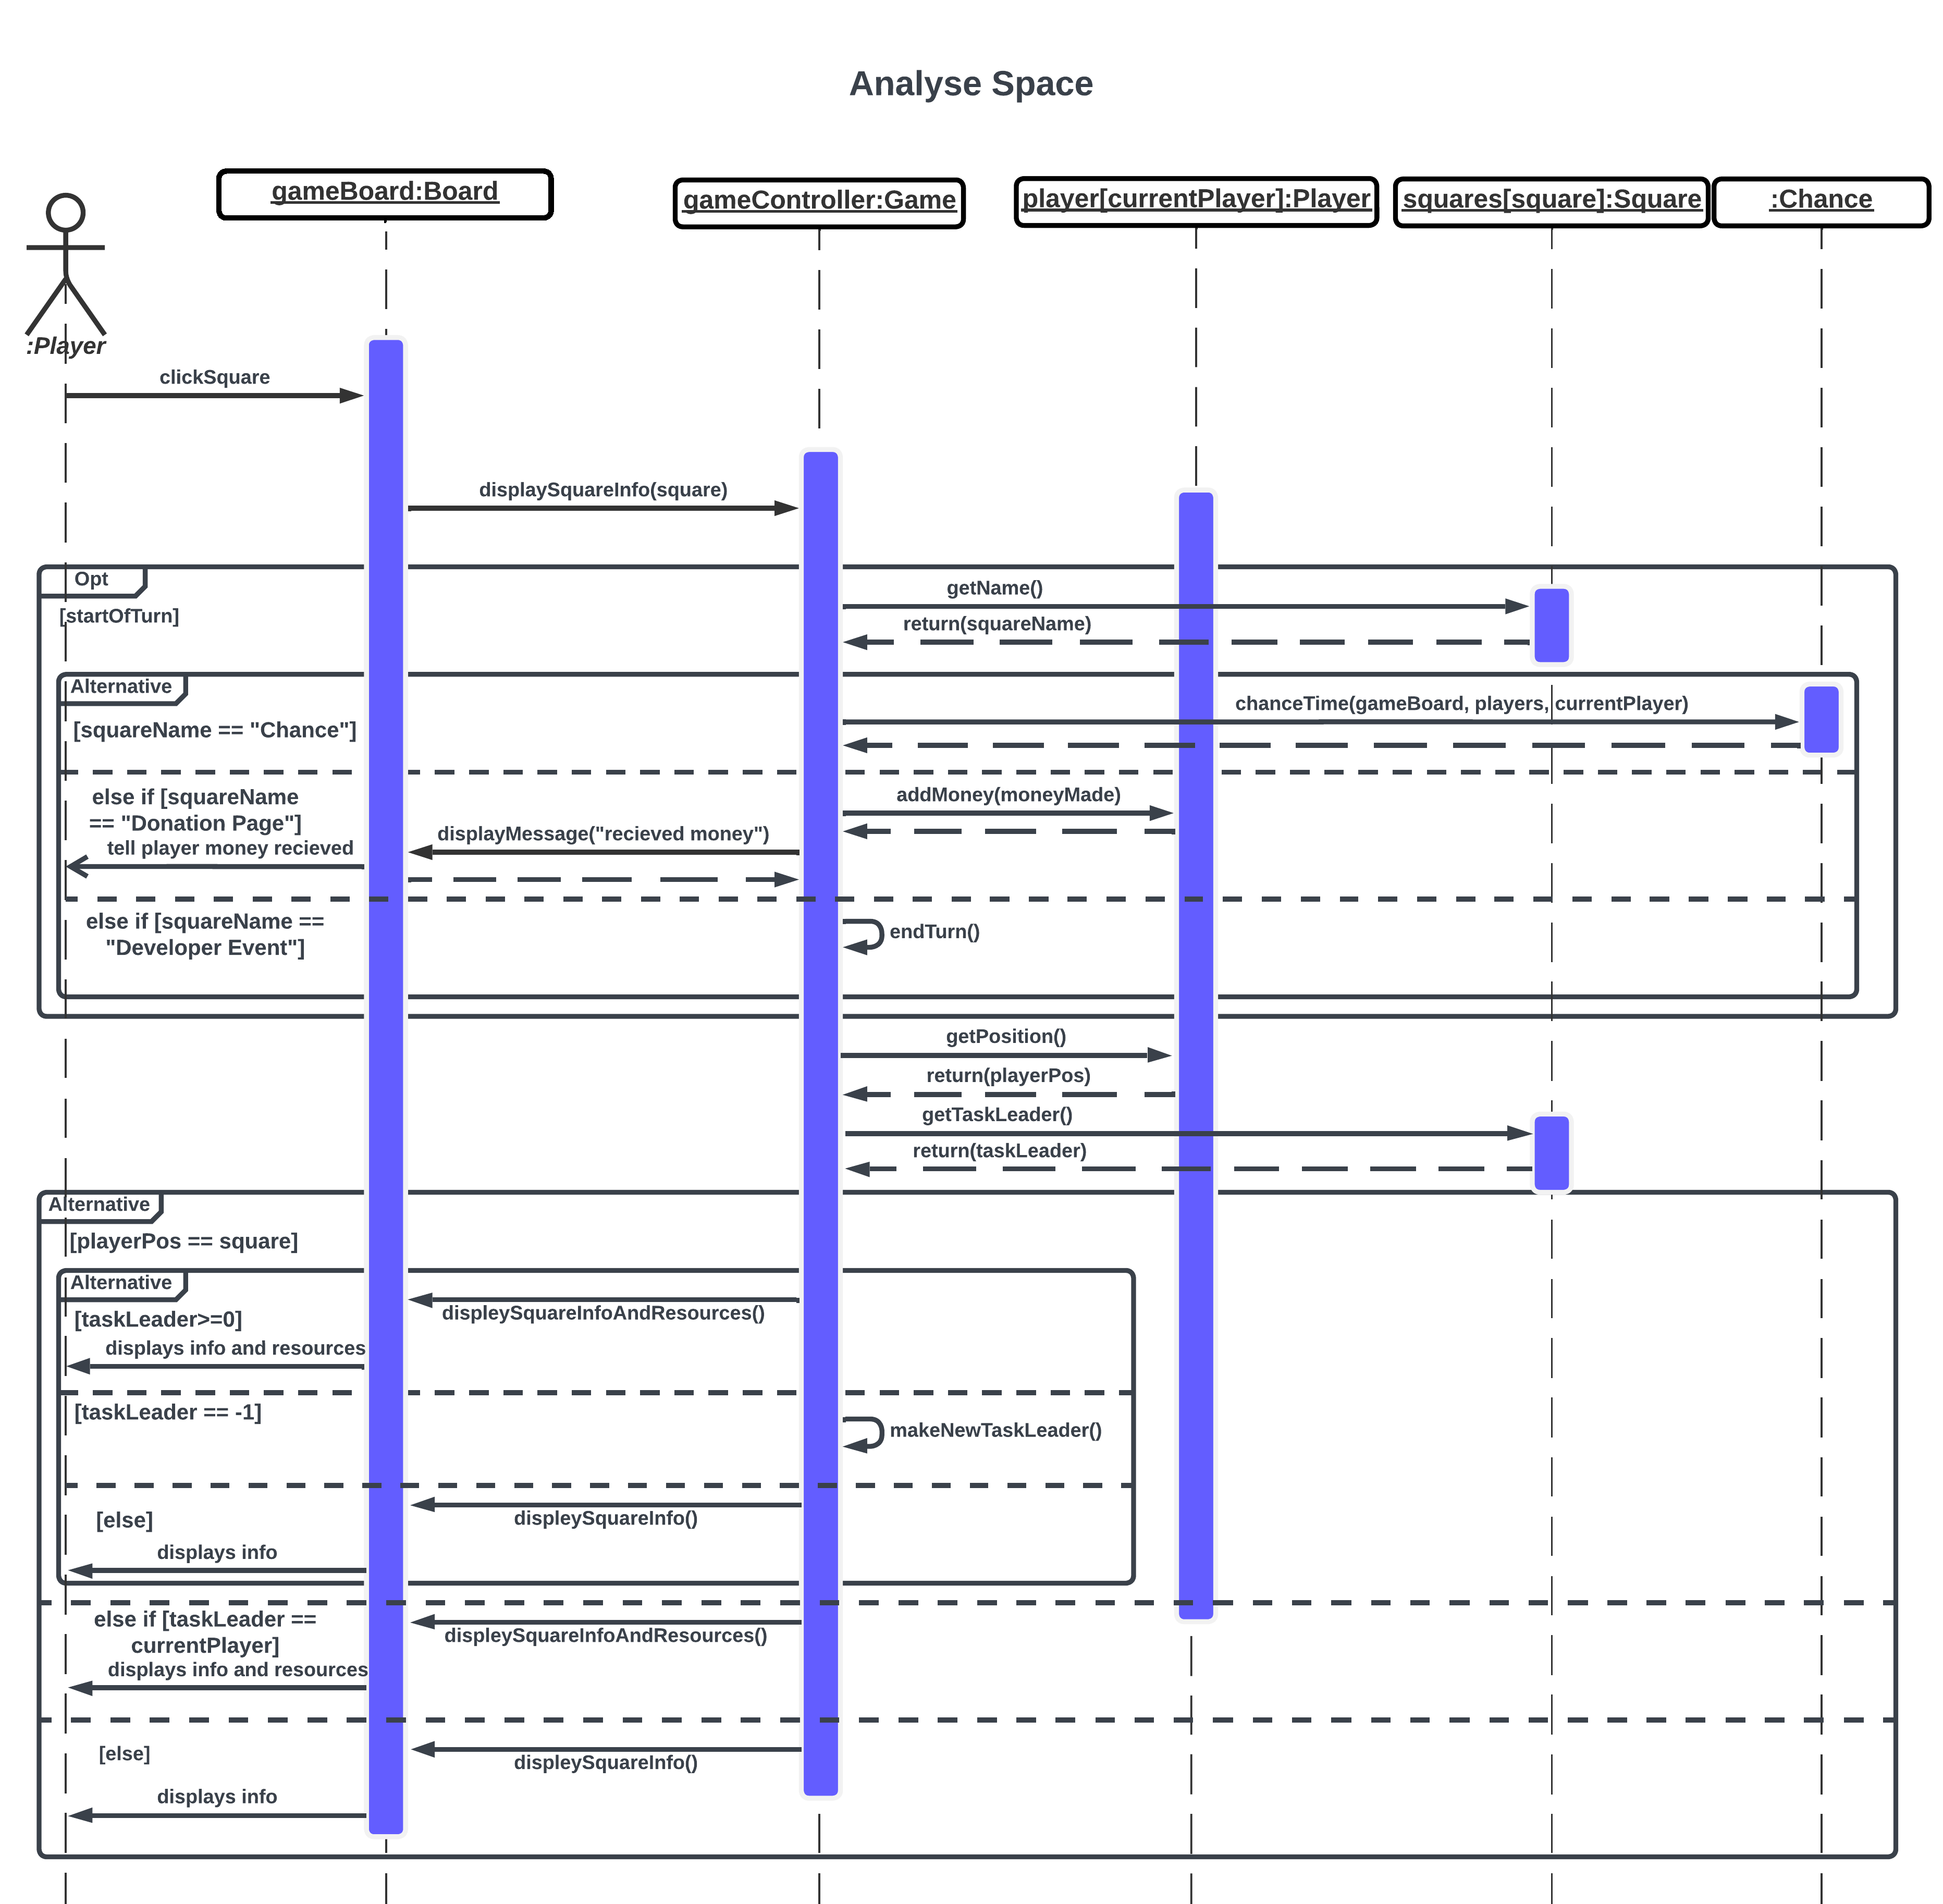 Analyse Space
gameBoard:Board
gameController:Game
player[currentPlayer]:Player
squares[square]:Square
:Chance
:Player
clickSquare
displaySquareInfo(square)
Opt
[startOfTurn]
getName()
return(squareName)
Alternative
[squareName == "Chance"]
chanceTime(gameBoard, players, currentPlayer)
else if [squareName
== "Donation Page"]
addMoney(moneyMade)
displayMessage("recieved money")
tell player money recieved
else if [squareName ==
"Developer Event"]
endTurn()
getPosition()
return(playerPos)
getTaskLeader()
return(taskLeader)
Alternative
[playerPos == square]
Alternative
[taskLeader>=0]
displeySquareInfoAndResources()
displays info and resources
[taskLeader == -1]
makeNewTaskLeader()
[else]
displeySquareInfo()
displays info
else if [taskLeader ==
currentPlayer]
displeySquareInfoAndResources()
displays info and resources
[else]
displeySquareInfo()
displays info